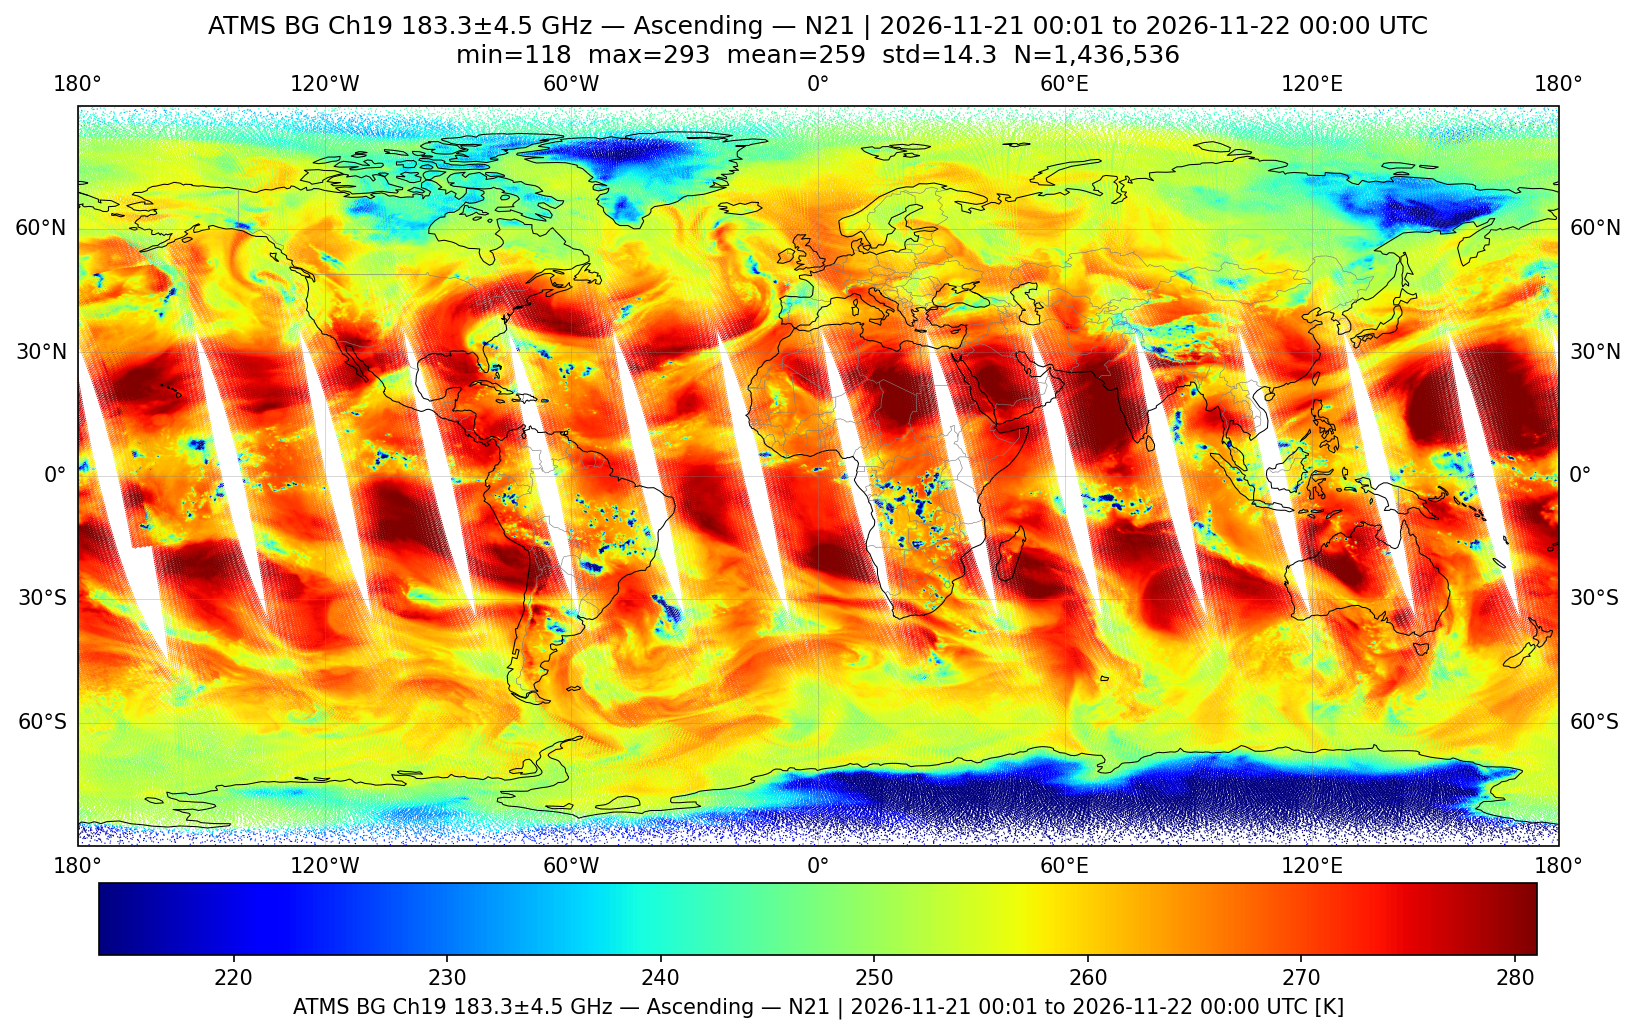 ATMS BG Ch19 183.3±4.5 GHz — Ascending — N21 | 2026-11-21 00:01 to 2026-11-22 00:00 UTC
min=118 max=293 mean=259 std=14.3 N=1,436,536
180° 120°W 60°W 0° 60°E 120°E 180°
60°N 60°N
30°N 30°N
0° 0°
30°S 30°S
60°S 60°S
180° 120°W 60°W 0° 60°E 120°E 180°
220 230 240 250 260 270 280
ATMS BG Ch19 183.3±4.5 GHz — Ascending — N21 | 2026-11-21 00:01 to 2026-11-22 00:00 UTC [K]